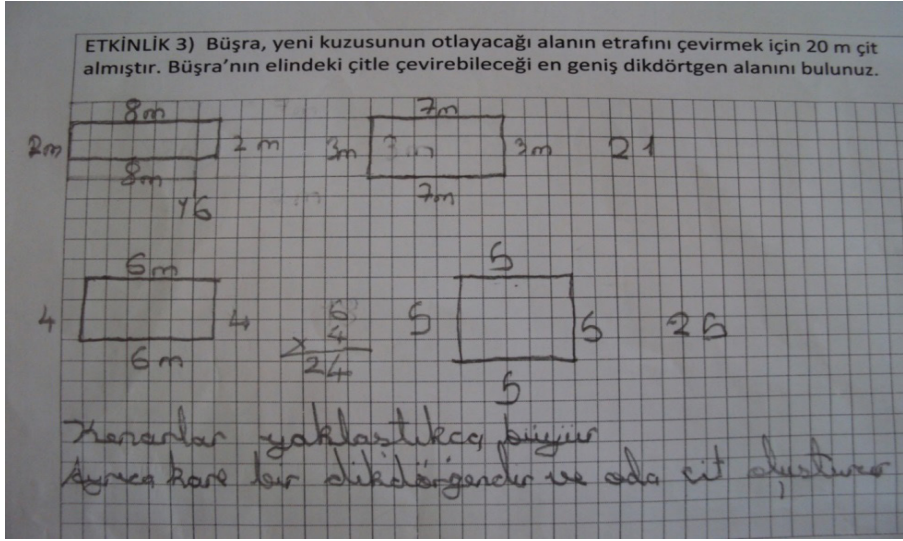 ETKİNLİK 3) Büşra, yeni kuzusunun otlayacağı alanın etrafını çevirmek için 20 m çit
almıştır. Büşra’nın elindeki çitle çevirebileceği en geniş dikdörtgen alanını bulunuz.
8m 7m
2m 2m 3m 3m 21
8m 7m
16
6m 5
4 4 6 5 5 25
x 4
6m 24
5
Kenarlar yaklaştıkça büyür
Ayrıca kare bir dikdörgendir ve oda çit oluşturur